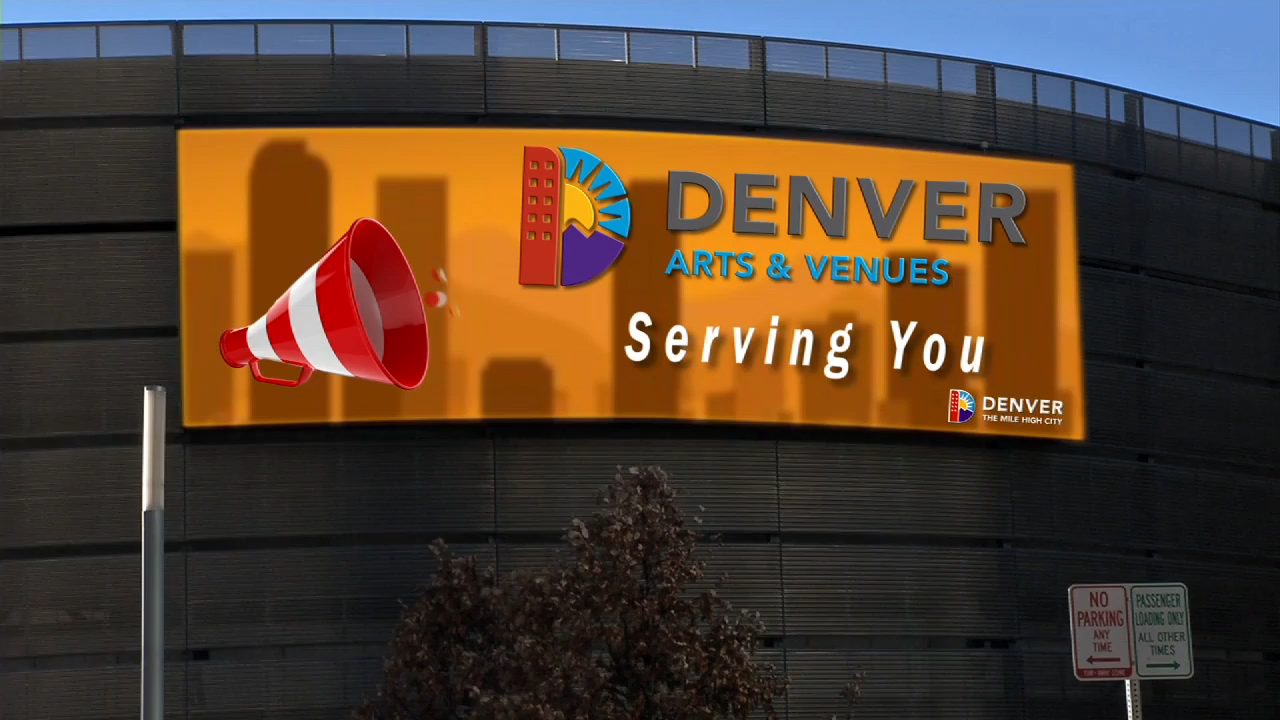 DENVER
ARTS & VENUES
Serving You
DENVER
THE MILE HIGH CITY
NO
PARKING
ANY
TIME
PASSENGER
LOADING ONLY
ALL OTHER
TIMES